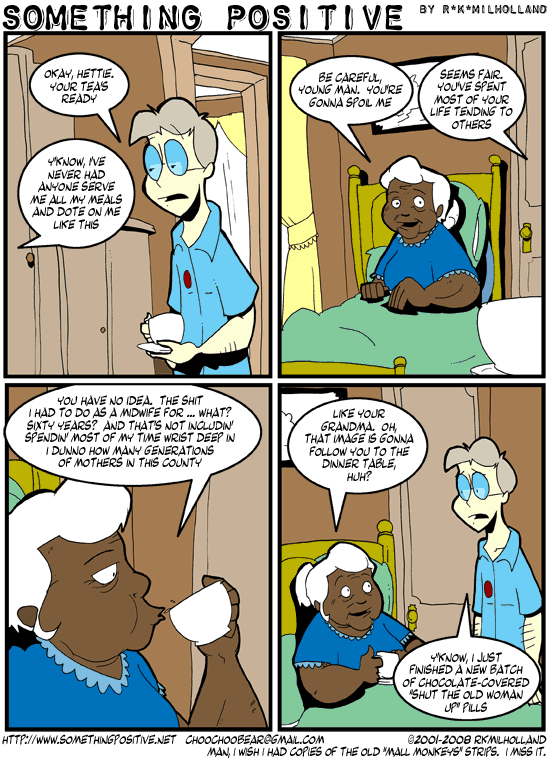 SOMETHING POSITIVE BY R*K*MILHOLLAND
OKAY, HETTIE.
YOUR TEA'S
READY
Y'KNOW, I'VE
NEVER HAD
ANYONE SERVE
ME ALL MY MEALS
AND DOTE ON ME
LIKE THIS
BE CAREFUL,
YOUNG MAN. YOU'RE
GONNA SPOIL ME
SEEMS FAIR.
YOU'VE SPENT
MOST OF YOUR
LIFE TENDING TO
OTHERS
YOU HAVE NO IDEA. THE SHIT
I HAD TO DO AS A MIDWIFE FOR ... WHAT?
SIXTY YEARS? AND THAT'S NOT INCLUDIN'
SPENDIN' MOST OF MY TIME WRIST DEEP IN
I DUNNO HOW MANY GENERATIONS
OF MOTHERS IN THIS COUNTY
LIKE YOUR
GRANDMA. OH,
THAT IMAGE IS GONNA
FOLLOW YOU TO THE
DINNER TABLE,
HUH?
Y'KNOW, I JUST
FINISHED A NEW BATCH
OF CHOCOLATE-COVERED
"SHUT THE OLD WOMAN
UP" PILLS
HTTP://WWW.SOMETHINGPOSITIVE.NET CHOOCHOOBEAR@GMAIL.COM ©2001-2008 RKMILHOLLAND
MAN, I WISH I HAD COPIES OF THE OLD "MALL MONKEYS" STRIPS. I MISS IT.